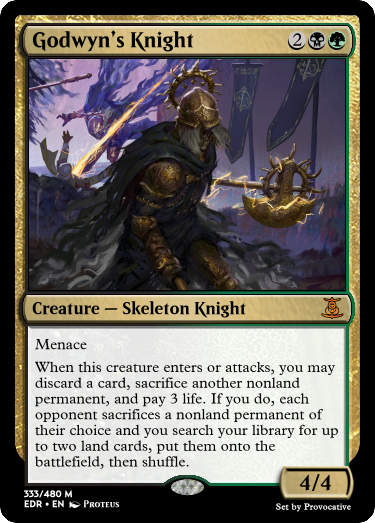 Godwyn's Knight 2
Creature — Skeleton Knight
Menace
When this creature enters or attacks, you may
discard a card, sacrifice another nonland
permanent, and pay 3 life. If you do, each
opponent sacrifices a nonland permanent of
their choice and you search your library for up
to two land cards, put them onto the
battlefield, then shuffle.
4/4
333/480 M
EDR • EN Proteus
Set by Provocative